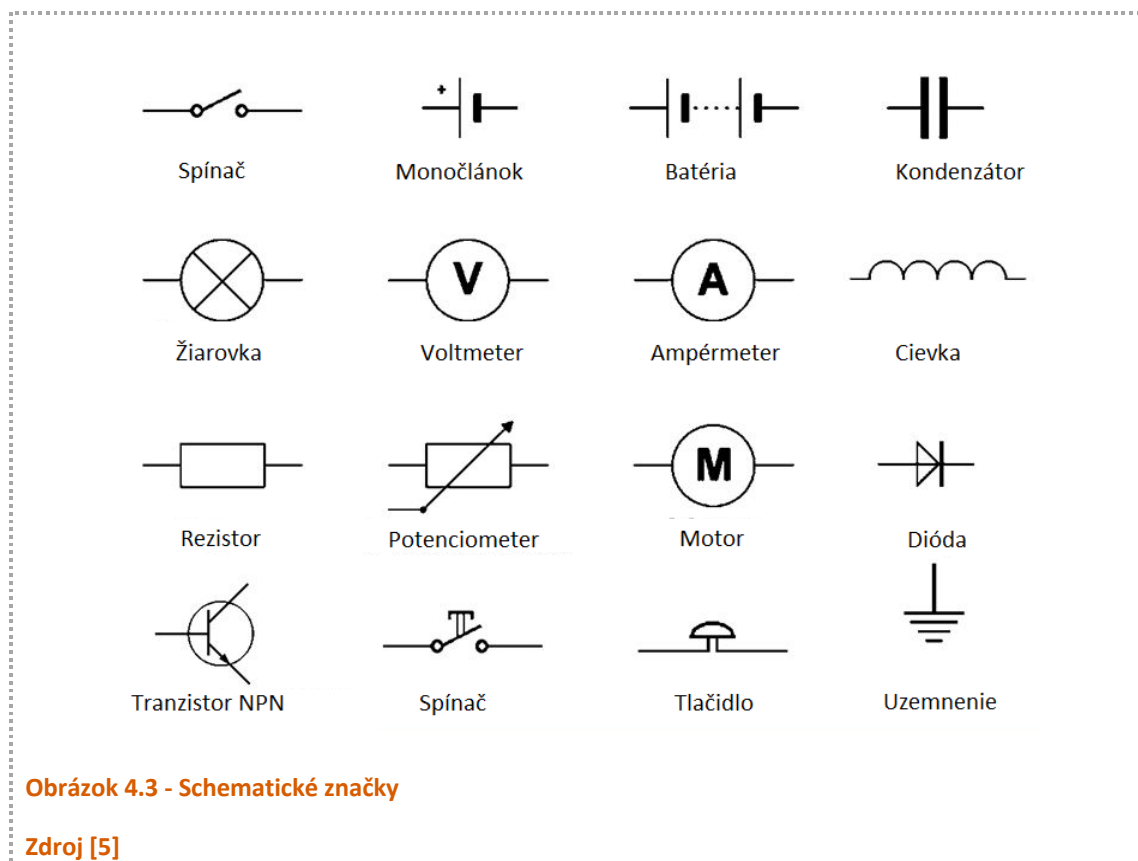 +
Spínač Monočlánok Batéria Kondenzátor
V A
Žiarovka Voltmeter Ampérmeter Cievka
M
Rezistor Potenciometer Motor Dióda
Tranzistor NPN Spínač Tlačidlo Uzemnenie
Obrázok 4.3 - Schematické značky
Zdroj [5]